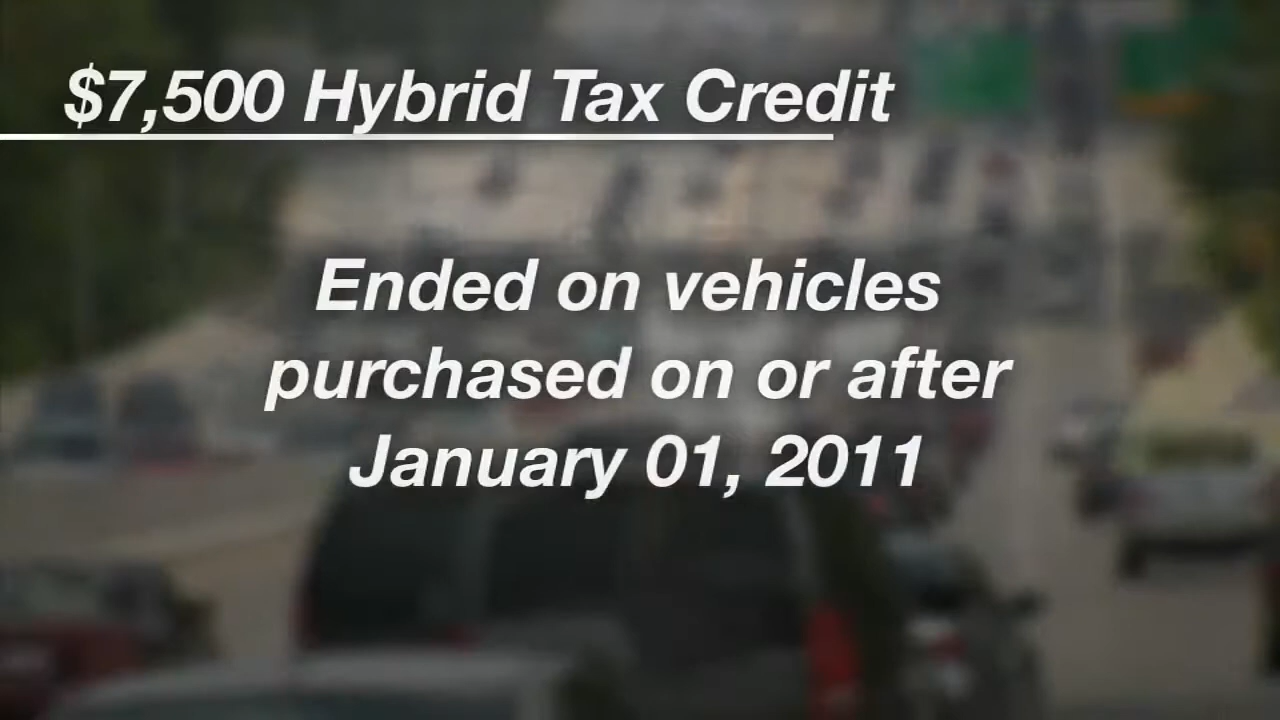 $7,500 Hybrid Tax Credit
Ended on vehicles
purchased on or after
January 01, 2011